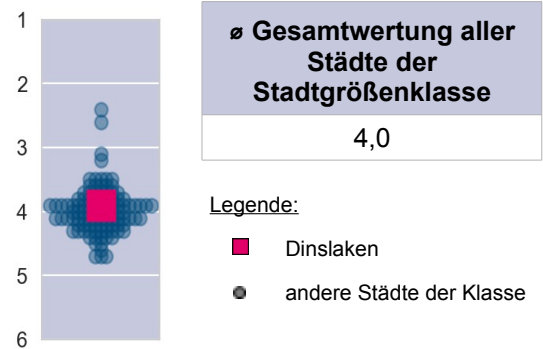 1
2
3
4
5
6
⌀ Gesamtwertung aller
Städte der
Stadtgrößenklasse
4,0
Legende:
Dinslaken
andere Städte der Klasse